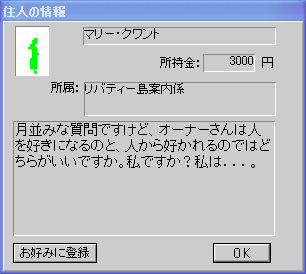 住人の情報
マリー・クワント
所持金: 3000 円
所属: リバティー島案内係
月並みな質問ですけど、オーナーさんは人
を好きになるのと、人から好かれるのではど
ちらがいいですか。私ですか？私は．．．。
お好みに登録
OK